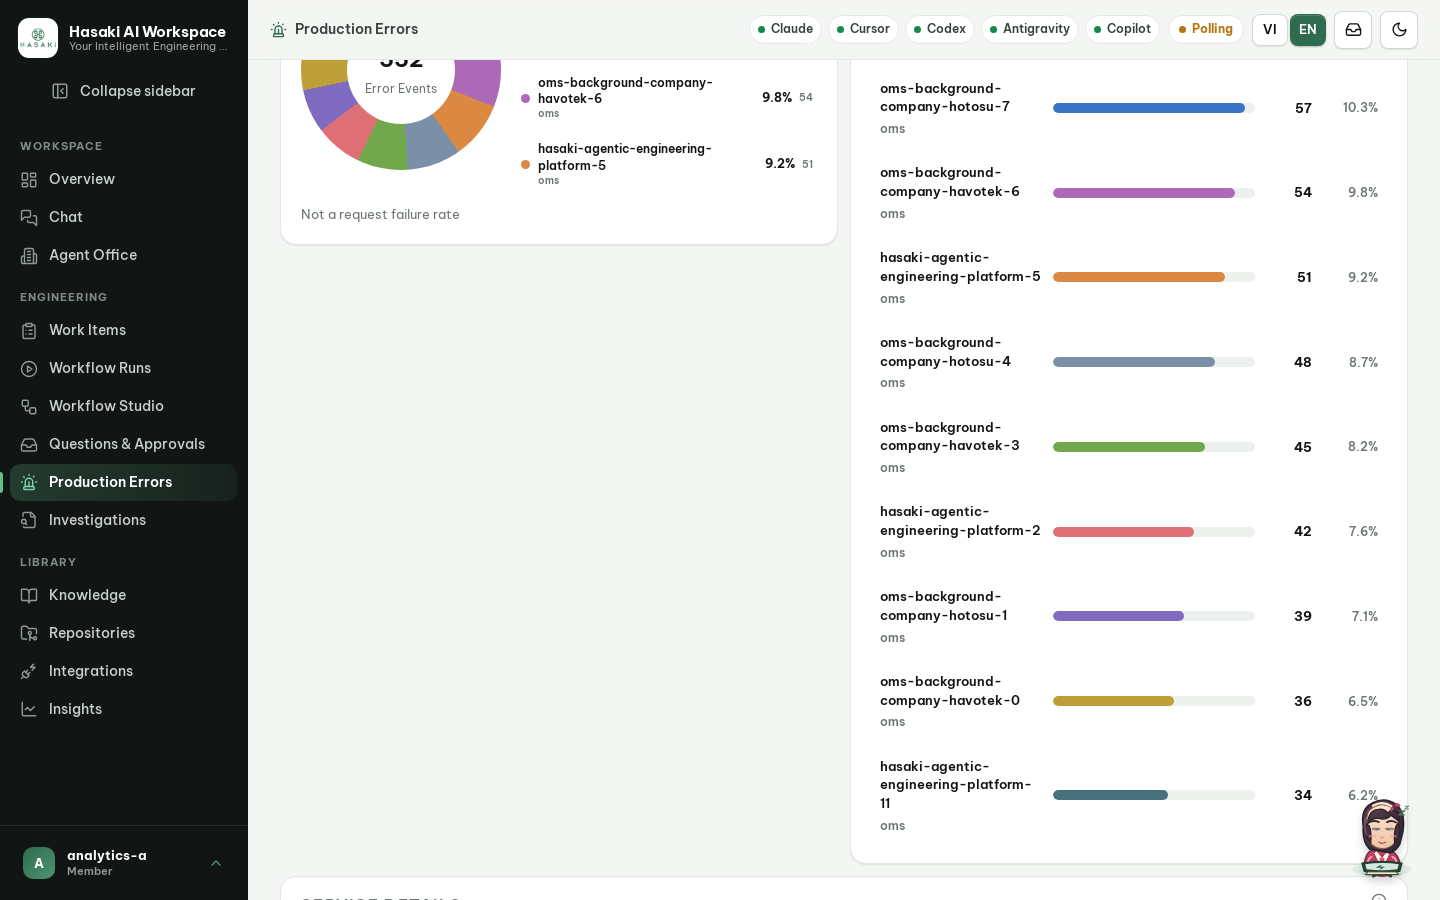 HASAKI
Hasaki AI Workspace
Your Intelligent Engineering ...
Collapse sidebar
WORKSPACE
Overview
Chat
Agent Office
ENGINEERING
Work Items
Workflow Runs
Workflow Studio
Questions & Approvals
Production Errors
Investigations
LIBRARY
Knowledge
Repositories
Integrations
Insights
A
analytics-a
Member
Production Errors
Claude
Cursor
Codex
Antigravity
Copilot
Polling
VI
EN
Error Events
oms-background-company-
havotek-6
oms
9.8% 54
hasaki-agentic-engineering-
platform-5
oms
9.2% 51
Not a request failure rate
oms-background-
company-hotosu-7
oms
57 10.3%
oms-background-
company-havotek-6
oms
54 9.8%
hasaki-agentic-
engineering-platform-5
oms
51 9.2%
oms-background-
company-hotosu-4
oms
48 8.7%
oms-background-
company-havotek-3
oms
45 8.2%
hasaki-agentic-
engineering-platform-2
oms
42 7.6%
oms-background-
company-hotosu-1
oms
39 7.1%
oms-background-
company-havotek-0
oms
36 6.5%
hasaki-agentic-
engineering-platform-
11
oms
34 6.2%